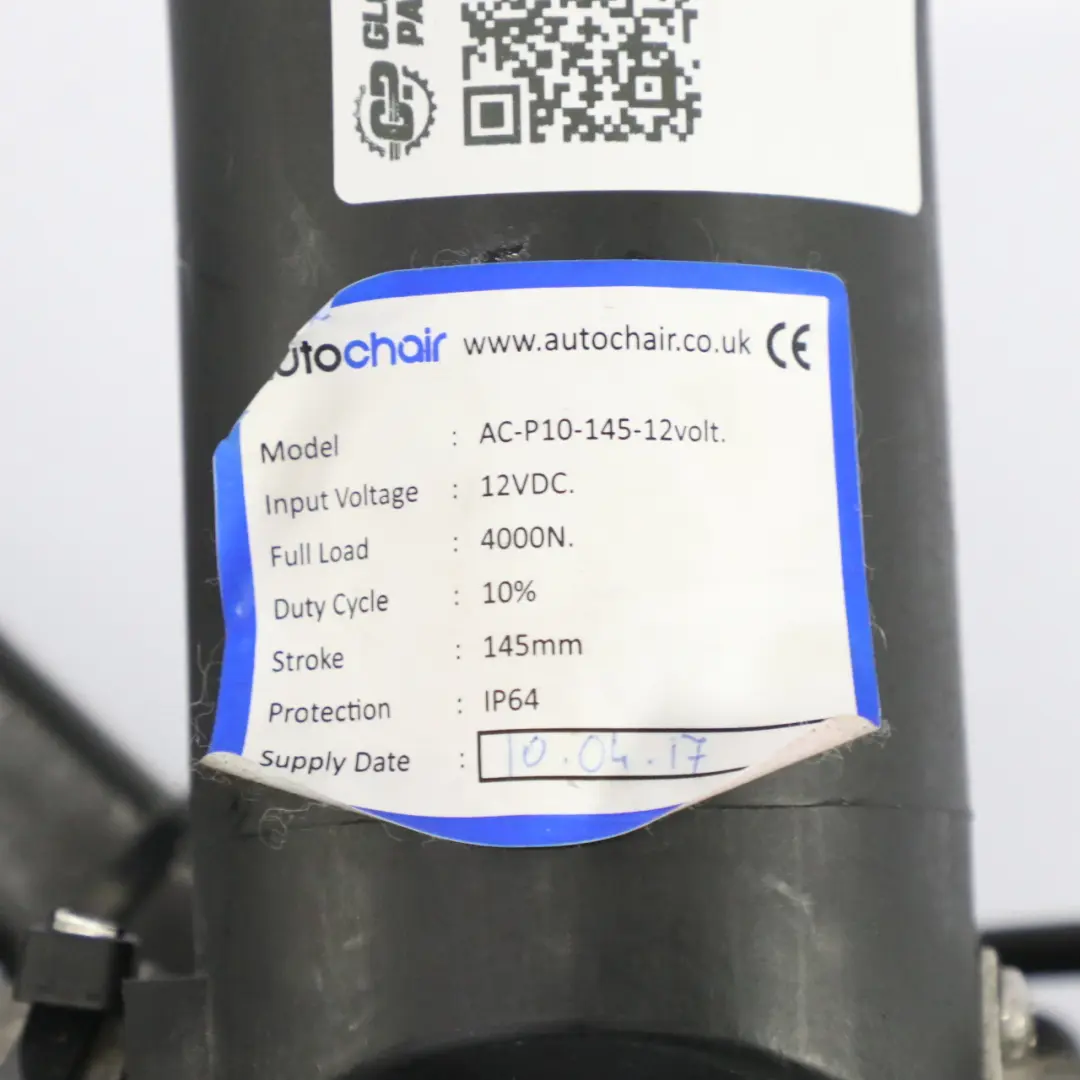 autochair www.autochair.co.uk CE
Model : AC-P10-145-12volt.
Input Voltage : 12VDC.
Full Load : 4000N.
Duty Cycle : 10%
Stroke : 145mm
Protection : IP64
Supply Date : 10.04.17